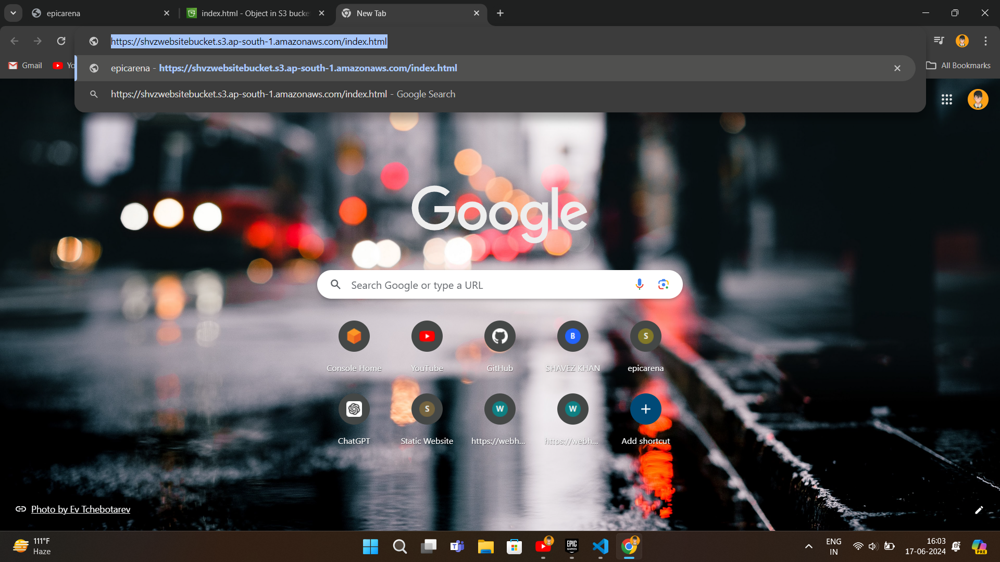 epicarena
index.html - Object in S3 bucke
New Tab
https://shvzwebsitebucket.s3.ap-south-1.amazonaws.com/index.html
Gmail
Yo
epicarena - https://shvzwebsitebucket.s3.ap-south-1.amazonaws.com/index.html
All Bookmarks
https://shvzwebsitebucket.s3.ap-south-1.amazonaws.com/index.html - Google Search
Google
Search Google or type a URL
B
S
Console Home
YouTube
GitHub
SHAVEZ KHAN
epicarena
S
W
W
ChatGPT
Static Website
https://webh...
https://webh...
Add shortcut
Photo by Ev Tchebotarev
111°F
Haze
EPIC
GAMES
ENG
IN
16:03
17-06-2024
PRE